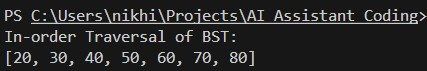 PS C:\Users\nikhi\Projects\AI Assistant Coding>
In-order Traversal of BST:
[20, 30, 40, 50, 60, 70, 80]